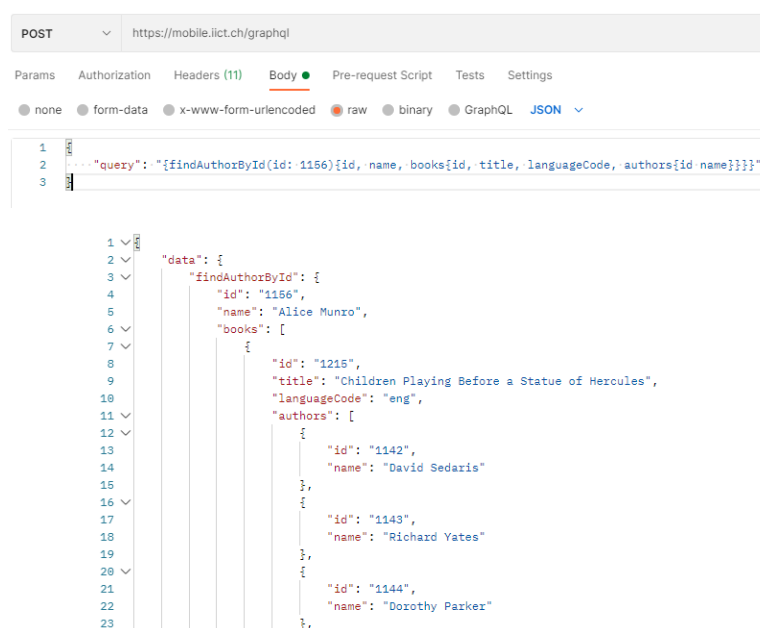 POST https://mobile.iict.ch/graphql
Params Authorization Headers (11) Body Pre-request Script Tests Settings
none form-data x-www-form-urlencoded raw binary GraphQL JSON
1 {
2 "query": "{findAuthorById(id: 1156){id, name, books{id, title, languageCode, authors{id name}}}}"
3 }
1 {
2 "data": {
3 "findAuthorById": {
4 "id": "1156",
5 "name": "Alice Munro",
6 "books": [
7 {
8 "id": "1215",
9 "title": "Children Playing Before a Statue of Hercules",
10 "languageCode": "eng",
11 "authors": [
12 {
13 "id": "1142",
14 "name": "David Sedaris"
15 },
16 {
17 "id": "1143",
18 "name": "Richard Yates"
19 },
20 {
21 "id": "1144",
22 "name": "Dorothy Parker"
23 },